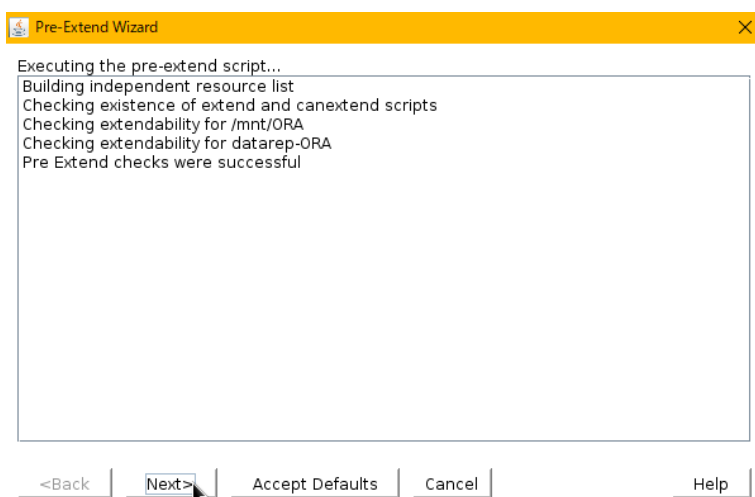 Pre-Extend Wizard
Executing the pre-extend script...
Building independent resource list
Checking existence of extend and canextend scripts
Checking extendability for /mnt/ORA
Checking extendability for datarep-ORA
Pre Extend checks were successful
<Back Next> Accept Defaults Cancel Help